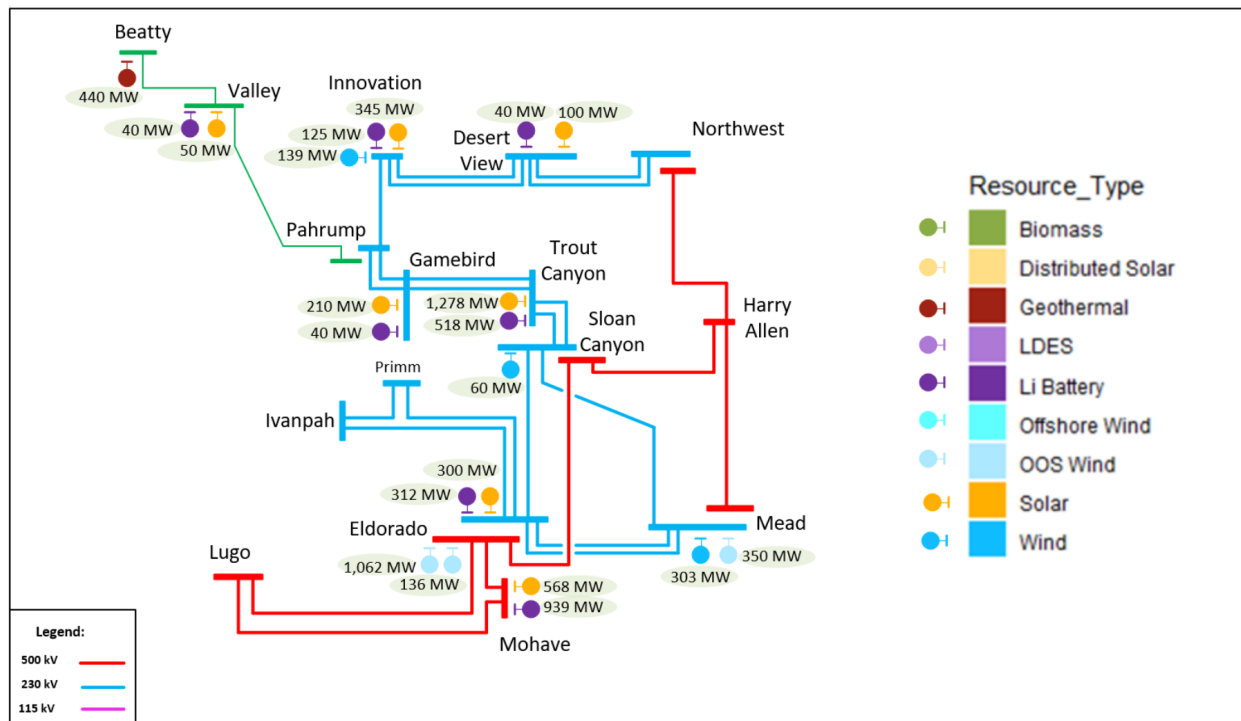 Beatty
440 MW
Valley
40 MW
50 MW
Innovation
345 MW
125 MW
139 MW
Desert
View
40 MW
100 MW
Northwest
Pahrump
Gamebird
210 MW
40 MW
Trout
Canyon
1,278 MW
518 MW
Sloan
Canyon
60 MW
Harry
Allen
Primm
Ivanpah
300 MW
312 MW
Eldorado
1,062 MW
136 MW
Mead
350 MW
303 MW
Lugo
568 MW
939 MW
Mohave
Legend:
500 kV
230 kV
115 kV
Resource_Type
Biomass
Distributed Solar
Geothermal
LDES
Li Battery
Offshore Wind
OOS Wind
Solar
Wind